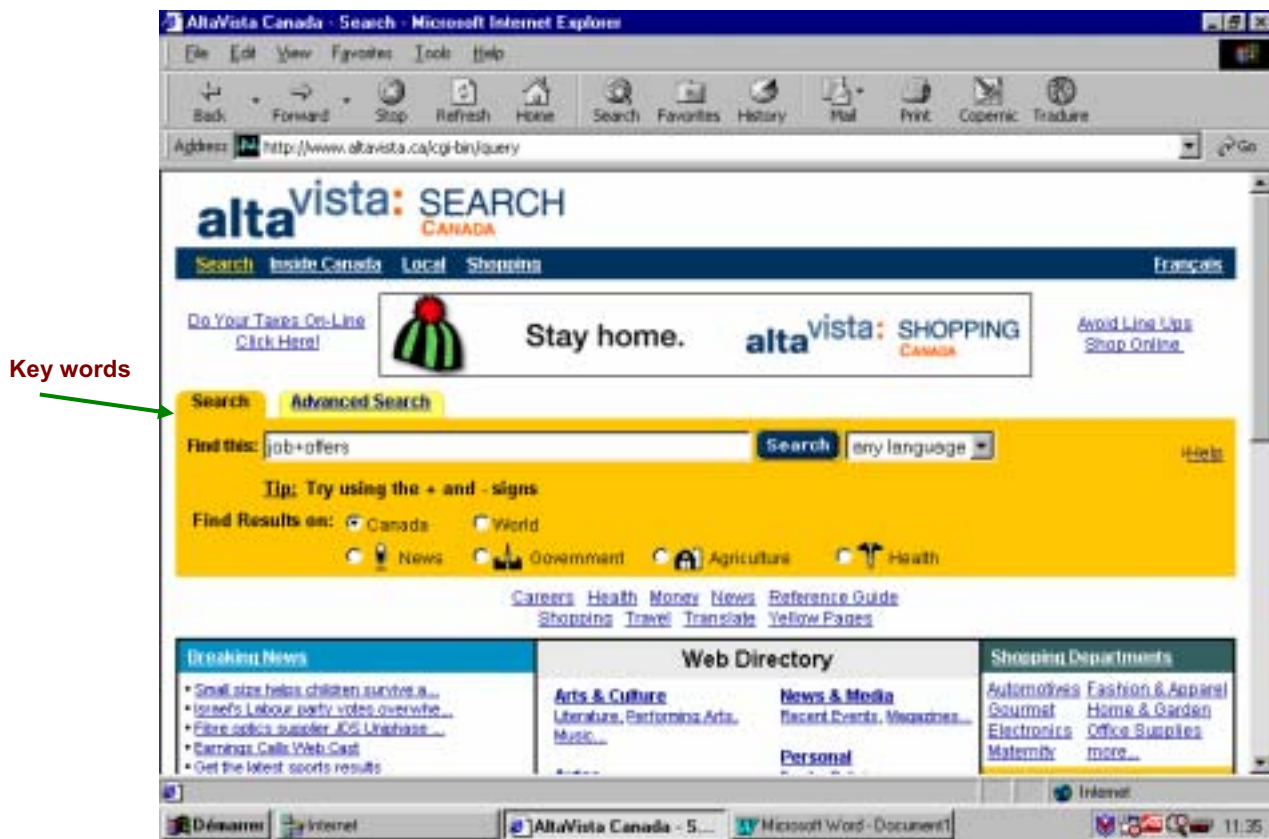 AltaVista Canada - Search - Microsoft Internet Explorer
File Edit View Favorites Tools Help
Back Forward Stop Refresh Home Search Favorites History Mail Print Copernic Traduire
Address http://www.altavista.ca/cgi-bin/query Go
altavista: SEARCH
CANADA
Search Inside Canada Local Shopping Français
Do Your Taxes On-Line
Click Here!
Stay home.
altavista: SHOPPING
CANADA
Avoid Line Ups
Shop Online
Key words
Search Advanced Search
Find this: job+offers Search any language Help
Tip: Try using the + and - signs
Find Results on: Canada World
News Government Agriculture Health
Careers Health Money News Reference Guide
Shopping Travel Translate Yellow Pages
Breaking News
• Small size helps children survive a...
• Israel's Labour party votes overwhe...
• Fibre optics supplier JDS Uniphase ...
• Earnings Calls Web Cast
• Get the latest sports results
Web Directory
Arts & Culture
Literature, Performing Arts,
Music...
News & Media
Recent Events, Magazines...
Personal
Shopping Departments
Automotives Fashion & Apparel
Gourmet Home & Garden
Electronics Office Supplies
Maternity more...
Internet
Démarrer Internet AltaVista Canada - S... Microsoft Word - Document1 11:35